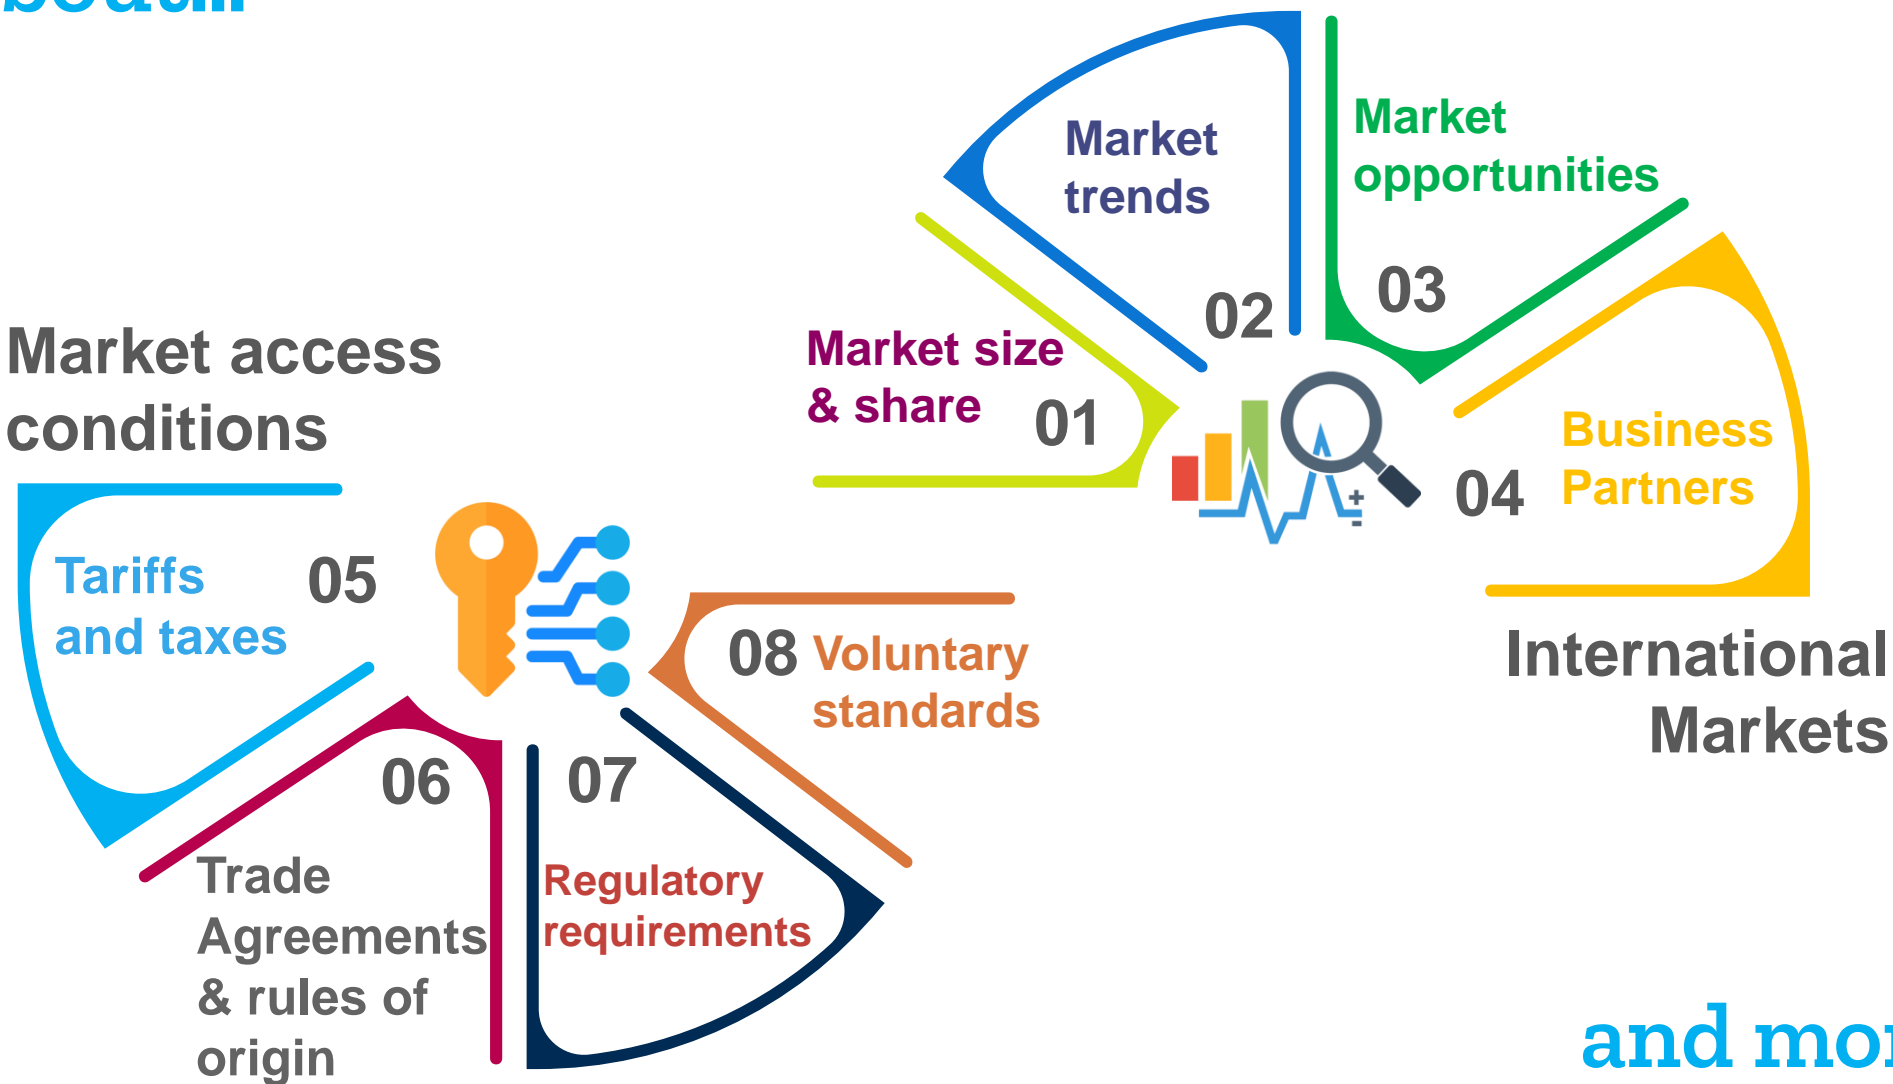 Market
trends
02
Market
opportunities
03
Market size
& share
01
Business
Partners
04
International
Markets
Market access
conditions
Tariffs
and taxes
05
06
Trade
Agreements
& rules of
origin
07
Regulatory
requirements
08
Voluntary
standards
and